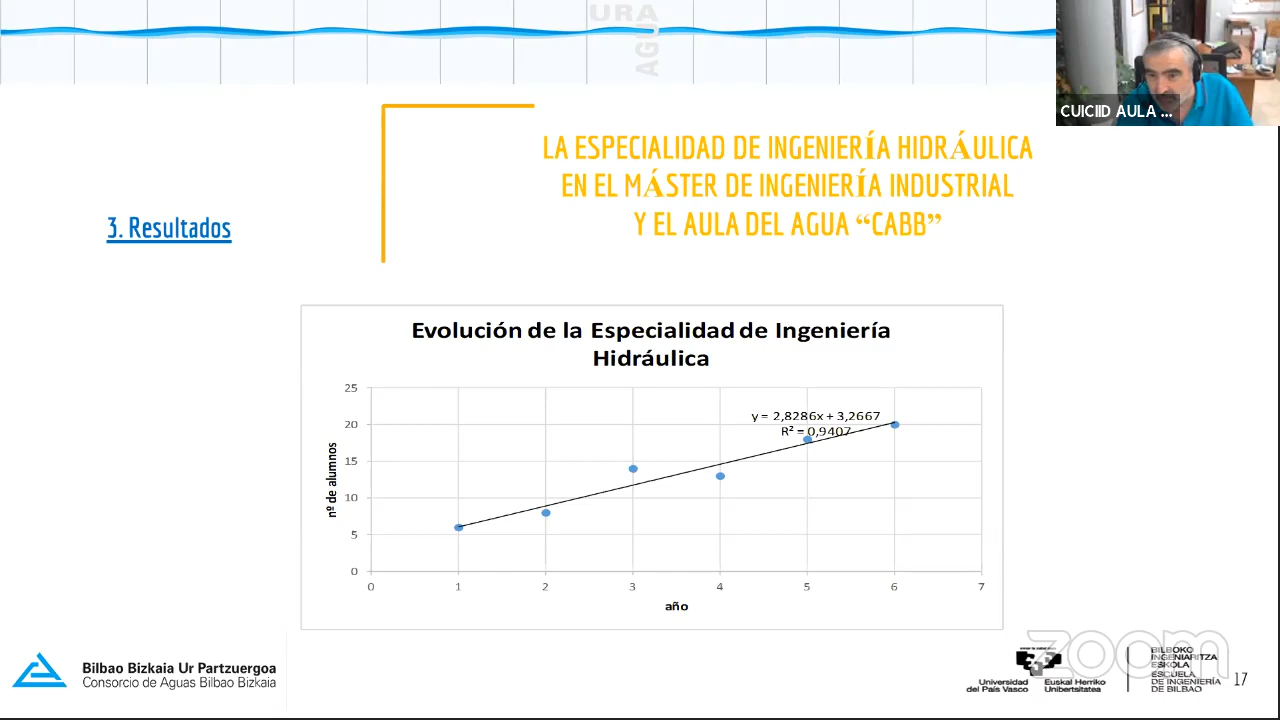 URA
AGUA
CUICIID AULA ...
LA ESPECIALIDAD DE INGENIERÍA HIDRÁULICA
EN EL MÁSTER DE INGENIERÍA INDUSTRIAL
Y EL AULA DEL AGUA “CABB”
3. Resultados
Evolución de la Especialidad de Ingeniería
Hidráulica
y = 2,8286x + 3,2667
R² = 0,9407
nº de alumnos
25
20
15
10
5
0
0 1 2 3 4 5 6 7
año
Bilbao Bizkaia Ur Partzuergoa
Consorcio de Aguas Bilbao Bizkaia
Universidad Euskal Herriko
del País Vasco Unibertsitatea
BILBOKO
INGENIARITZA
ESKOLA
ESCUELA
DE INGENIERÍA
DE BILBAO
zoom
17